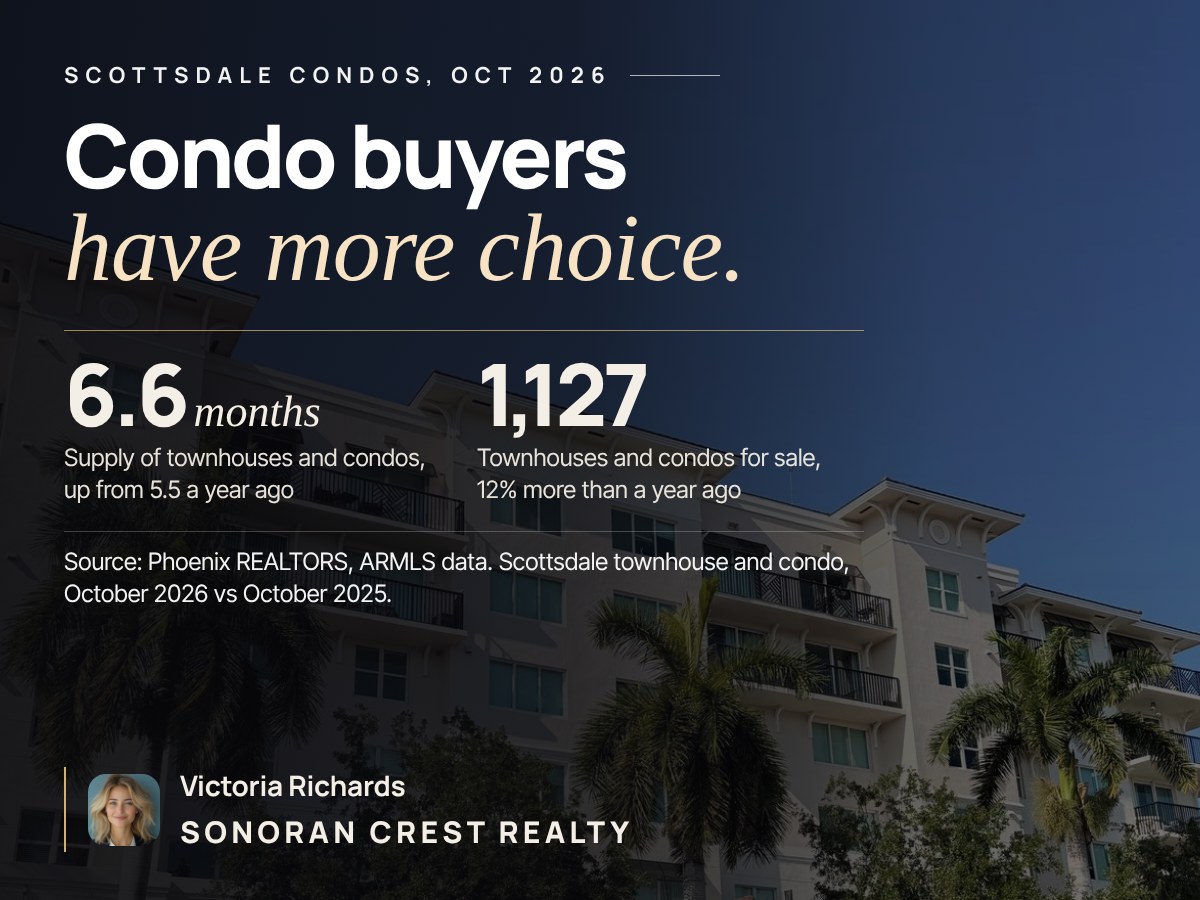 SCOTTSDALE CONDOS, OCT 2026
Condo buyers
have more choice.
6.6 months
Supply of townhouses and condos,
up from 5.5 a year ago
1,127
Townhouses and condos for sale,
12% more than a year ago
Source: Phoenix REALTORS, ARMLS data. Scottsdale townhouse and condo,
October 2026 vs October 2025.
Victoria Richards
SONORAN CREST REALTY